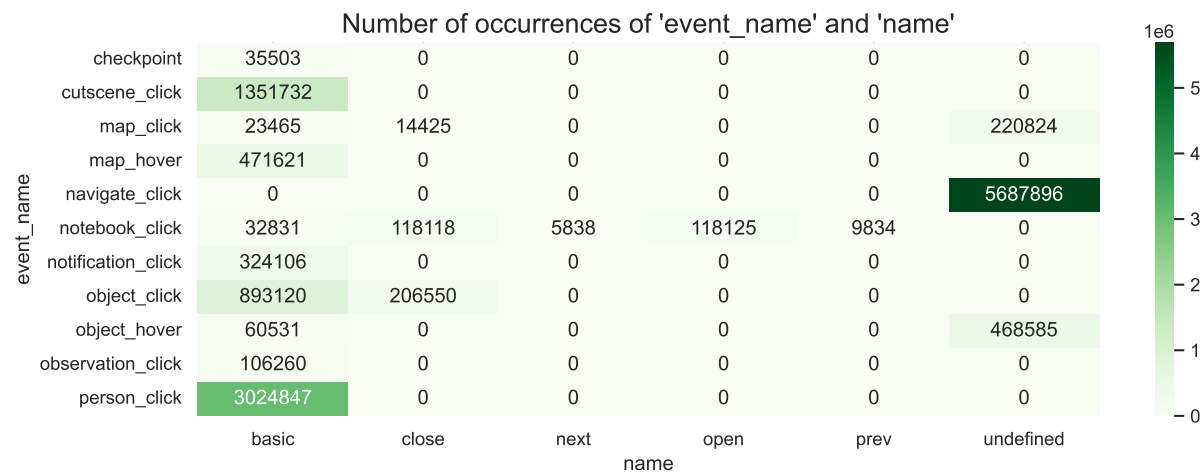 Number of occurrences of 'event_name' and 'name'
1e6
checkpoint 35503 0 0 0 0 0
cutscene_click 1351732 0 0 0 0 0
map_click 23465 14425 0 0 0 220824
map_hover 471621 0 0 0 0 0
navigate_click 0 0 0 0 0 5687896
notebook_click 32831 118118 5838 118125 9834 0
notification_click 324106 0 0 0 0 0
object_click 893120 206550 0 0 0 0
object_hover 60531 0 0 0 0 468585
observation_click 106260 0 0 0 0 0
person_click 3024847 0 0 0 0 0
basic close next open prev undefined
name
event_name
5
4
3
2
1
0